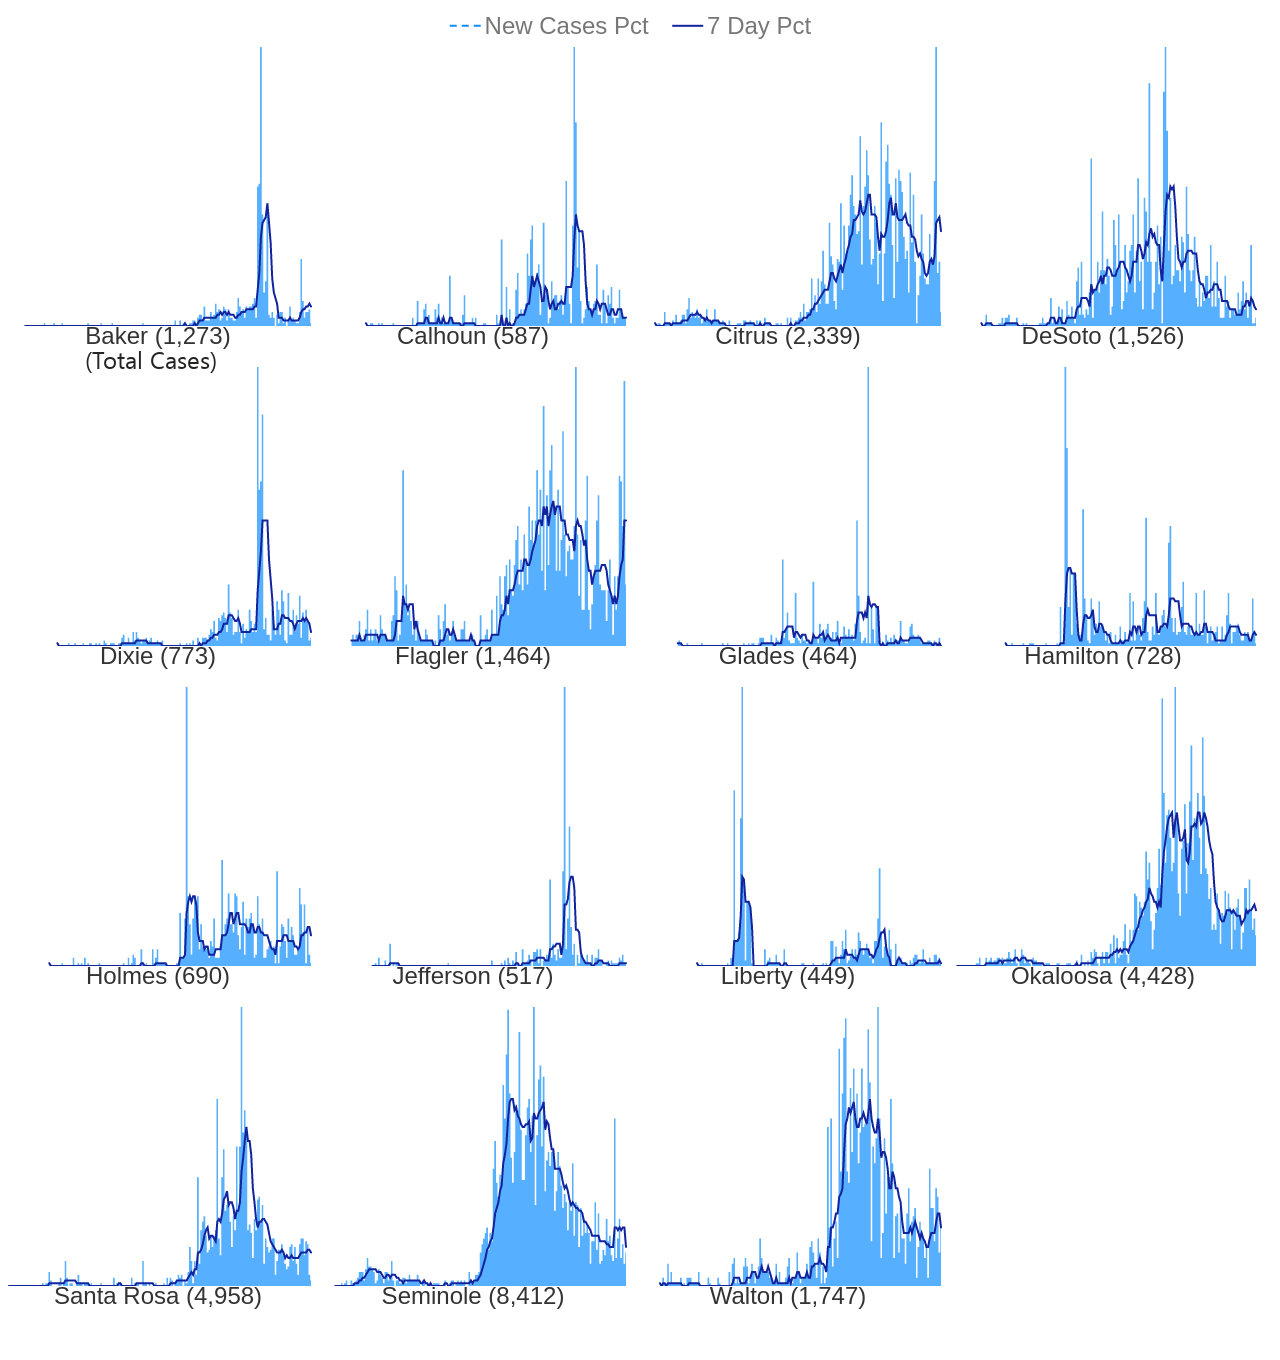 New Cases Pct 7 Day Pct
Baker (1,273) Calhoun (587) Citrus (2,339) DeSoto (1,526)
(Total Cases)
Dixie (773) Flagler (1,464) Glades (464) Hamilton (728)
Holmes (690) Jefferson (517) Liberty (449) Okaloosa (4,428)
Santa Rosa (4,958) Seminole (8,412) Walton (1,747)